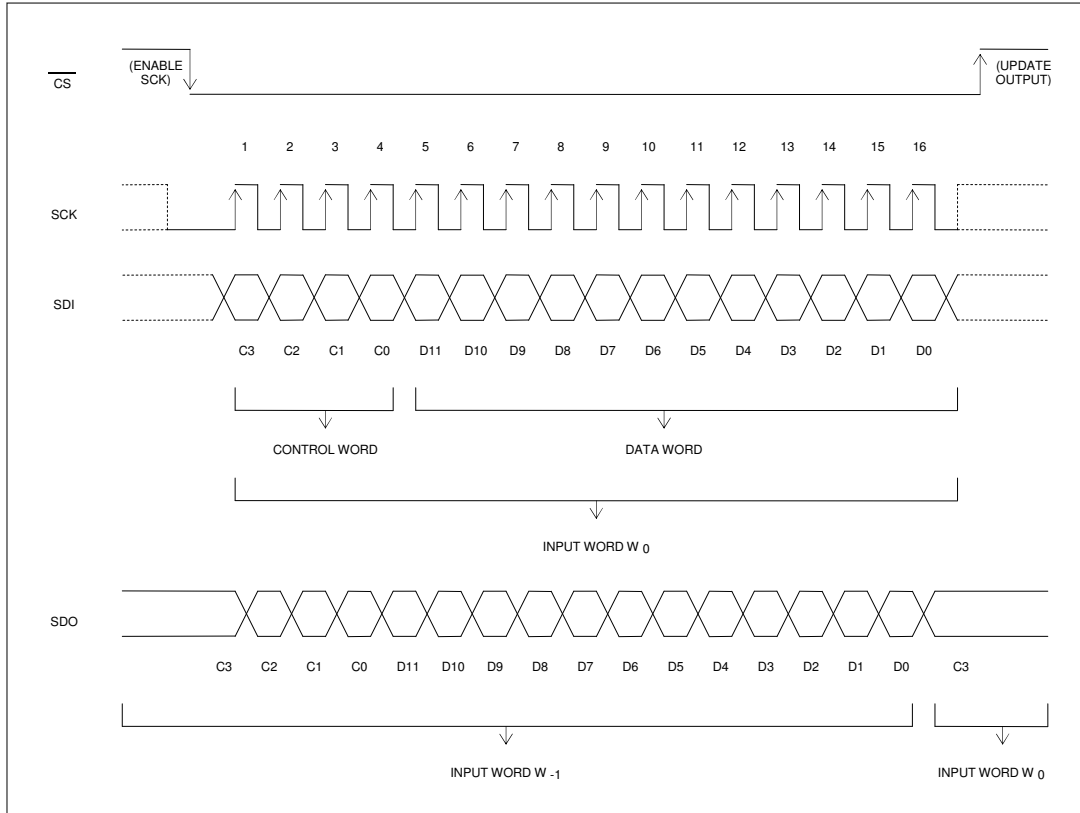 (ENABLE
SCK)
CS
(UPDATE
OUTPUT)
1 2 3 4 5 6 7 8 9 10 11 12 13 14 15 16
SCK
SDI
C3 C2 C1 C0 D11 D10 D9 D8 D7 D6 D5 D4 D3 D2 D1 D0
CONTROL WORD DATA WORD
INPUT WORD W 0
SDO
C3 C2 C1 C0 D11 D10 D9 D8 D7 D6 D5 D4 D3 D2 D1 D0 C3
INPUT WORD W -1 INPUT WORD W 0